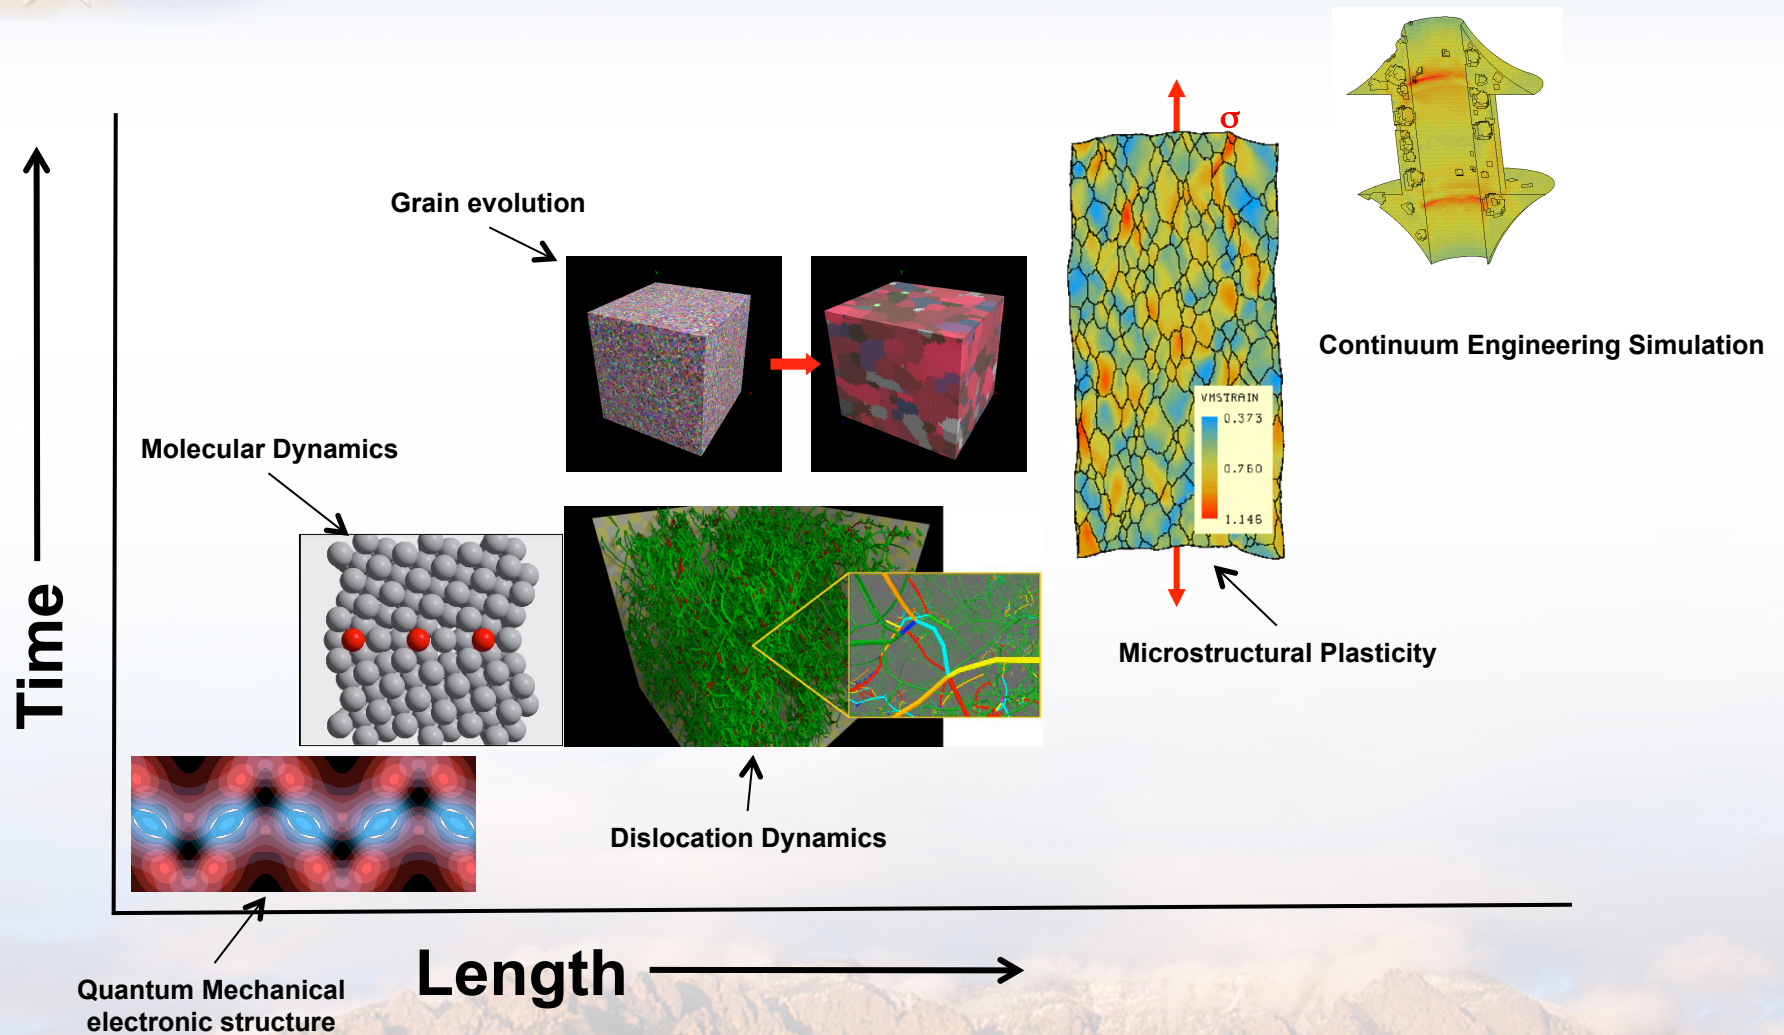 σ
Grain evolution
Continuum Engineering Simulation
VMSTRAIN
0.373
0.760
1.146
Molecular Dynamics
Time
Microstructural Plasticity
Dislocation Dynamics
Length
Quantum Mechanical
electronic structure